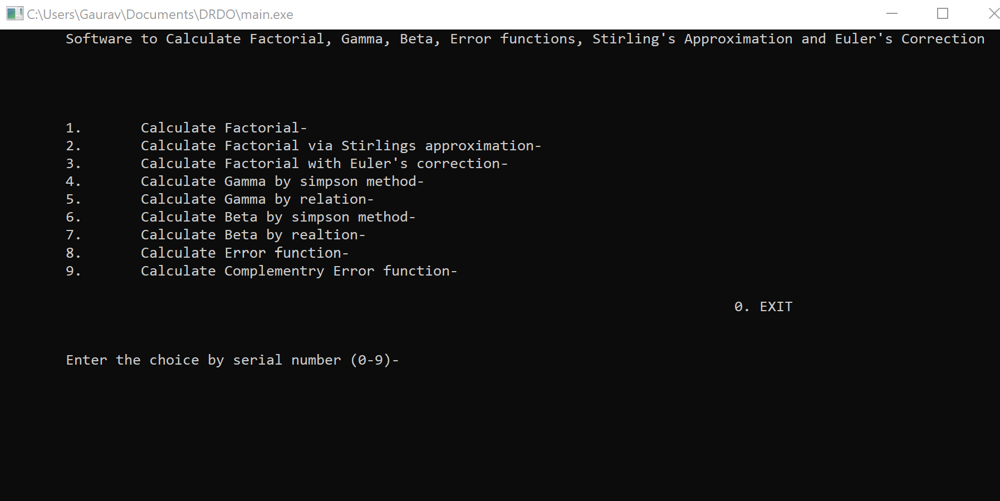 C:\Users\Gaurav\Documents\DRDO\main.exe
Software to Calculate Factorial, Gamma, Beta, Error functions, Stirling's Approximation and Euler's Correction
1. Calculate Factorial-
2. Calculate Factorial via Stirlings approximation-
3. Calculate Factorial with Euler's correction-
4. Calculate Gamma by simpson method-
5. Calculate Gamma by relation-
6. Calculate Beta by simpson method-
7. Calculate Beta by realtion-
8. Calculate Error function-
9. Calculate Complementry Error function-
0. EXIT
Enter the choice by serial number (0-9)-